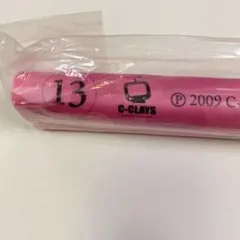 13
C-CLAYS
Ⓟ 2009 C-